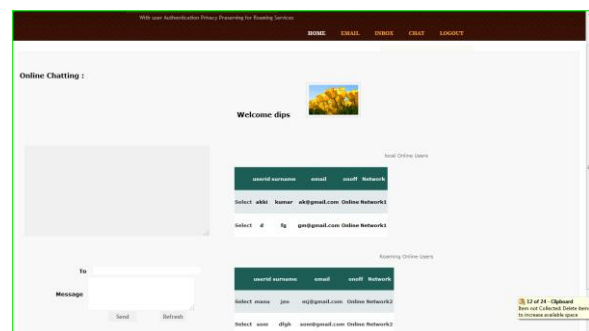 With user Authentication Privacy Preserving for Roaming Services
HOME EMAIL INBOX CHAT LOGOUT
Online Chatting :
Welcome dips
local Online Users
userid surname email onoff Network
Select akki kumar ak@gmail.com Online Network1
Select d fg gm@gmail.com Online Network1
Roaming Online Users
To
userid surname email onoff Network
Message
Select manu jno mj@gmail.com Online Network2
Send Refresh
Select som dfgh som@gmail.com Online Network2
12 of 24 - Clipboard
Item not Collected: Delete items
to increase available space